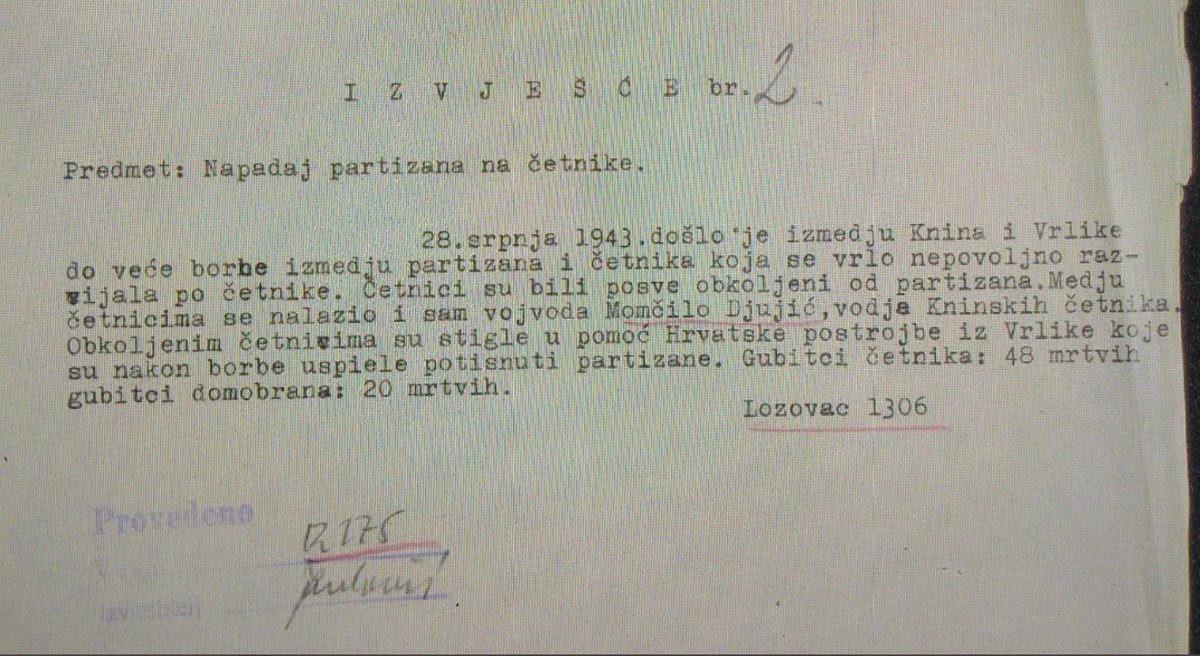 I Z V J E Š Ć E br. 2
Predmet: Napadaj partizana na četnike.
28.srpnja 1943.došlo je izmedju Knina i Vrlike
do veće borbe izmedju partizana i četnika koja se vrlo nepovoljno raz-
vijala po četnike. Četnici su bili posve obkoljeni od partizana.Medju
četnicima se nalazio i sam vojvoda Momčilo Djujić,vodja Kninskih četnika.
Obkoljenim četnicima su stigle u pomoć Hrvatske postrojbe iz Vrlike koje
su nakon borbe uspiele potisnuti partizane. Gubitci četnika: 48 mrtvih
gubitci domobrana: 20 mrtvih.
Lozovac 1306
Provedeno
R 175
Izvjestitelj